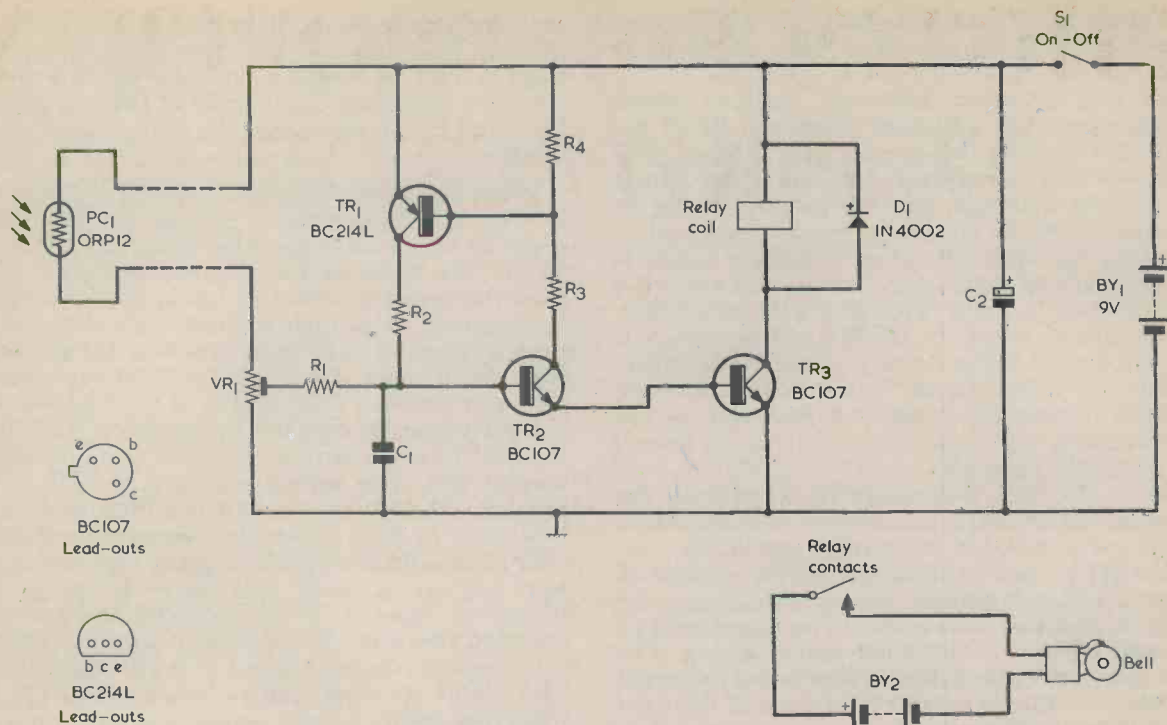 S1
On-Off
R4
TR1
BC214L
PC1
ORP12
Relay
coil
D1
1N4002
R3
C2
+
+
BY1
9V
R2
VR1
R1
C1
TR2
BC107
TR3
BC107
e
b
c
BC107
Lead-outs
b c e
BC214L
Lead-outs
Relay
contacts
BY2
+
Bell
+